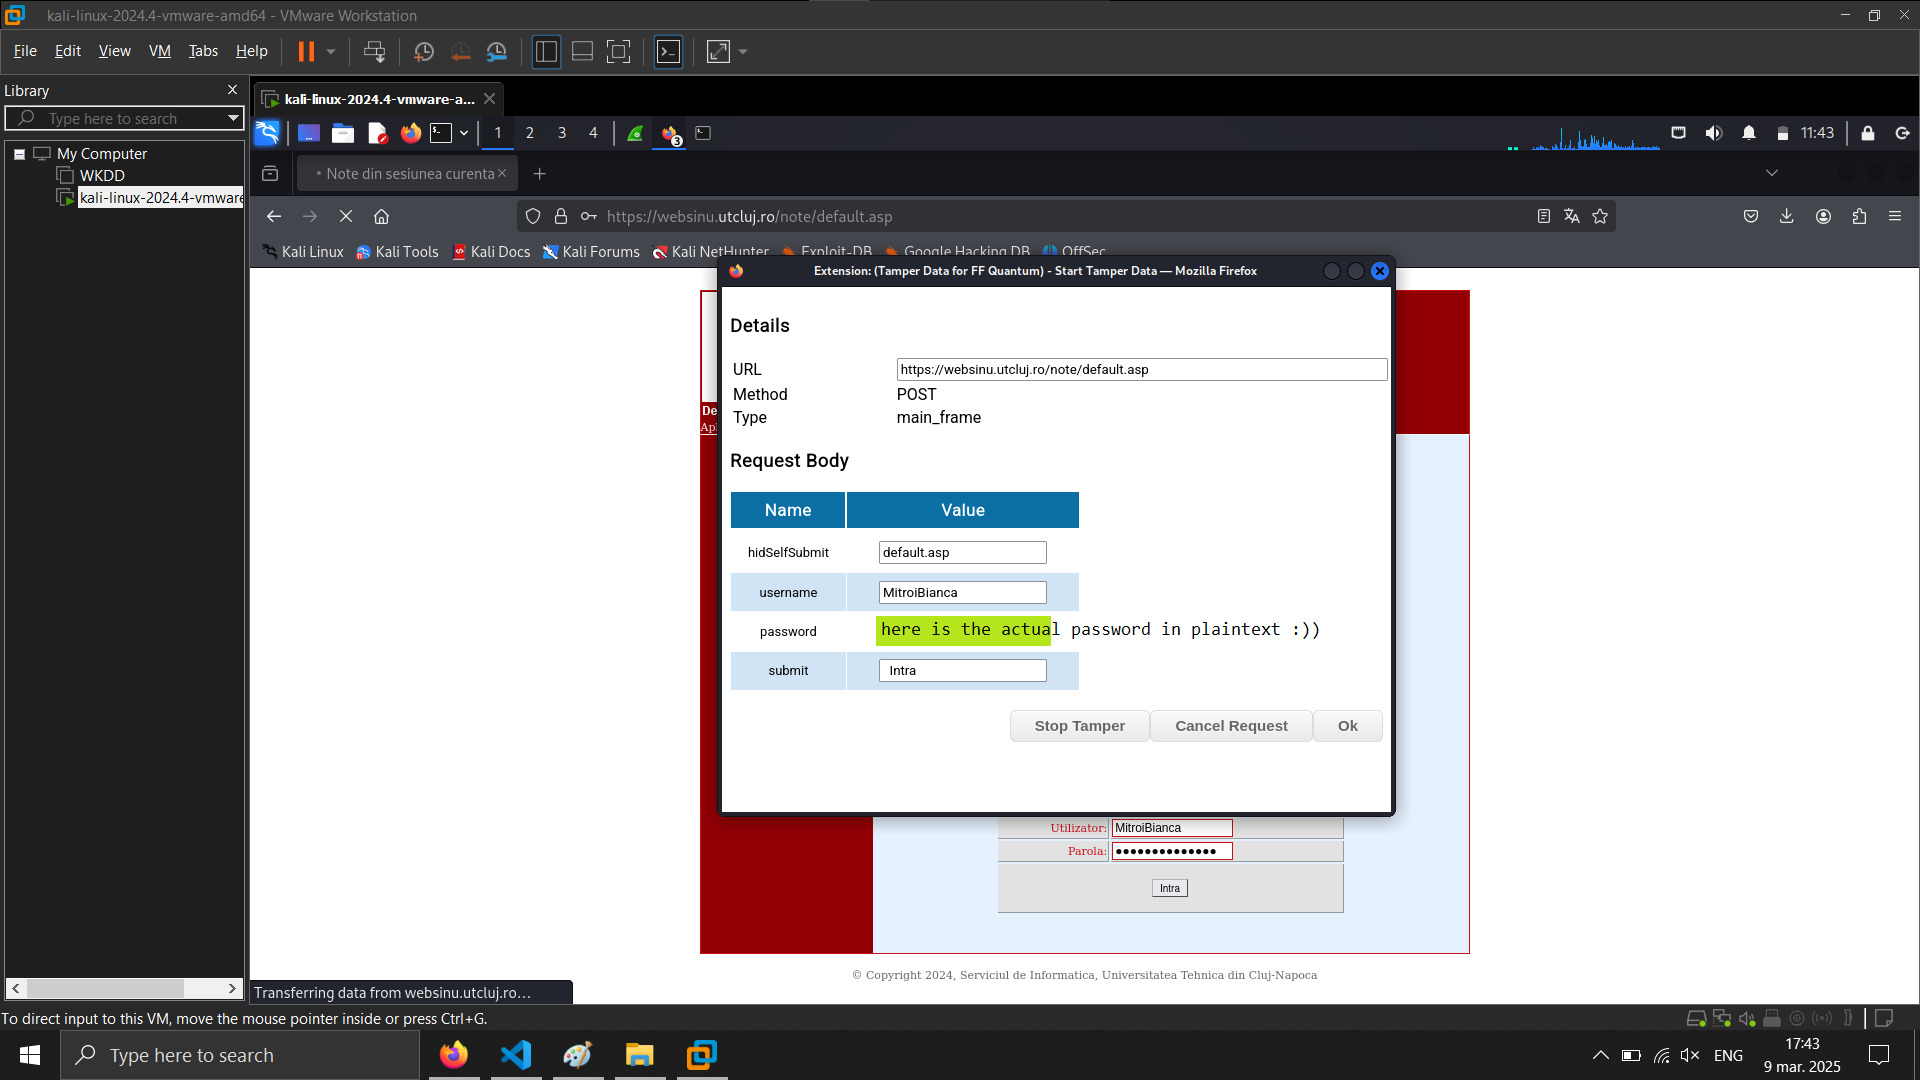 kali-linux-2024.4-vmware-amd64 - VMware Workstation
File Edit View VM Tabs Help
Library
Type here to search
My Computer
WKDD
kali-linux-2024.4-vmware
kali-linux-2024.4-vmware-a...
1 2 3 4
3
11:43
Note din sesiunea curenta
https://websinu.utcluj.ro/note/default.asp
Kali Linux Kali Tools Kali Docs Kali Forums Kali NetHunter Exploit-DB Google Hacking DB OffSec
Extension: (Tamper Data for FF Quantum) - Start Tamper Data — Mozilla Firefox
Details
URL https://websinu.utcluj.ro/note/default.asp
Method POST
Type main_frame
De
Request Body
Name Value
hidSelfSubmit default.asp
username MitroiBianca
password here is the actual password in plaintext :))
submit Intra
Stop Tamper Cancel Request Ok
Utilizator: MitroiBianca
Parola: ••••••••••••••
Intra
© Copyright 2024, Serviciul de Informatica, Universitatea Tehnica din Cluj-Napoca
Transferring data from websinu.utcluj.ro…
To direct input to this VM, move the mouse pointer inside or press Ctrl+G.
Type here to search
ENG
17:43
9 mar. 2025